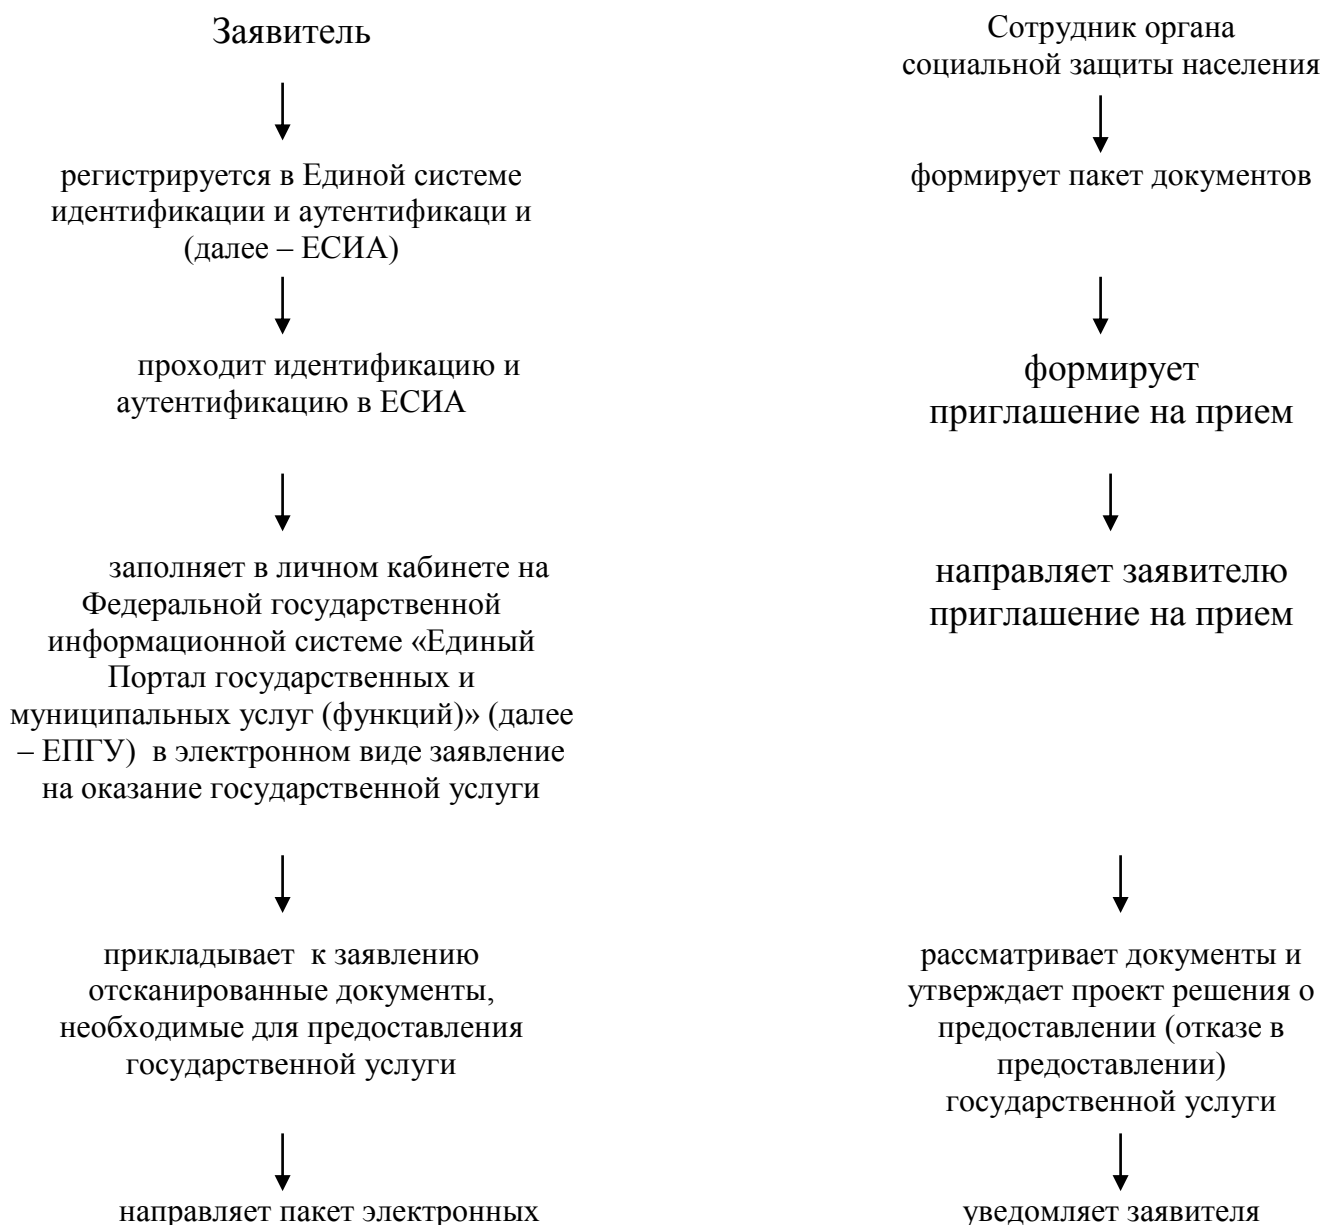 Заявитель
регистрируется в Единой системе
идентификации и аутентификаци и
(далее – ЕСИА)
проходит идентификацию и
аутентификацию в ЕСИА
заполняет в личном кабинете на
Федеральной государственной
информационной системе «Единый
Портал государственных и
муниципальных услуг (функций)» (далее
– ЕПГУ)  в электронном виде заявление
на оказание государственной услуги
прикладывает  к заявлению
отсканированные документы,
необходимые для предоставления
государственной услуги
направляет пакет электронных
Сотрудник органа
социальной защиты населения
формирует пакет документов
формирует
приглашение на прием
направляет заявителю
приглашение на прием
рассматривает документы и
утверждает проект решения о
предоставлении (отказе в
предоставлении)
государственной услуги
уведомляет заявителя